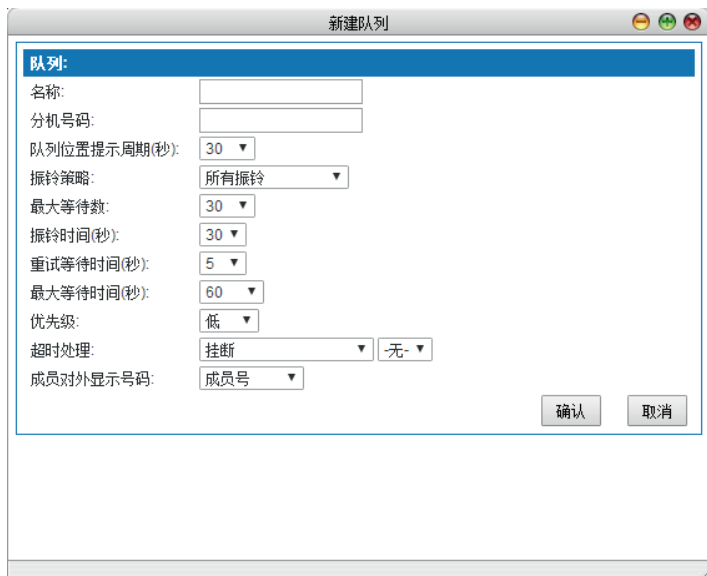 新建队列
队列:
名称:
分机号码:
队列位置提示周期(秒): 30
振铃策略: 所有振铃
最大等待数: 30
振铃时间(秒): 30
重试等待时间(秒): 5
最大等待时间(秒): 60
优先级: 低
超时处理: 挂断 -无-
成员对外显示号码: 成员号
确认 取消